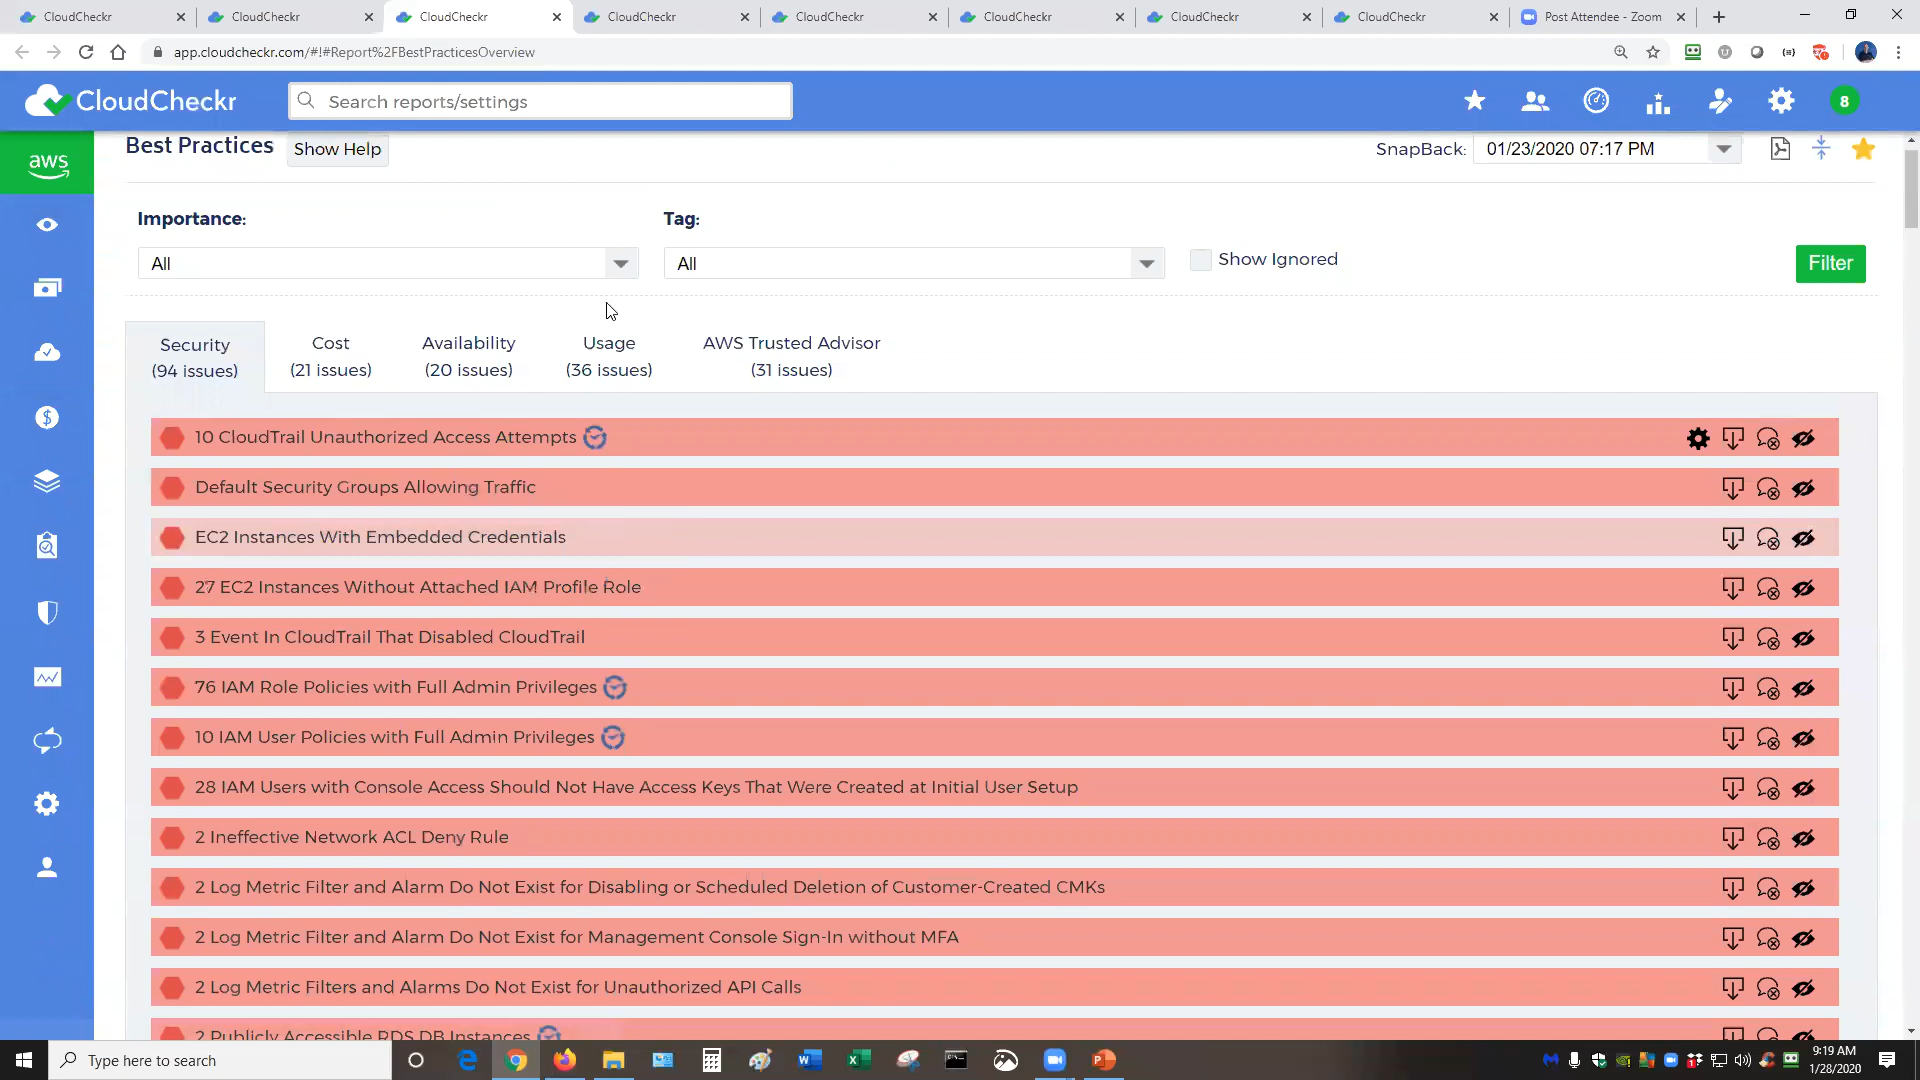 CloudCheckr CloudCheckr CloudCheckr CloudCheckr CloudCheckr CloudCheckr CloudCheckr CloudCheckr Post Attendee - Zoom
app.cloudcheckr.com/#!#Report%2FBestPracticesOverview
CloudCheckr Search reports/settings 8
aws Best Practices Show Help SnapBack: 01/23/2020 07:17 PM
Importance: Tag:
All All Show Ignored Filter
Security Cost Availability Usage AWS Trusted Advisor
(94 issues) (21 issues) (20 issues) (36 issues) (31 issues)
10 CloudTrail Unauthorized Access Attempts
Default Security Groups Allowing Traffic
EC2 Instances With Embedded Credentials
27 EC2 Instances Without Attached IAM Profile Role
3 Event In CloudTrail That Disabled CloudTrail
76 IAM Role Policies with Full Admin Privileges
10 IAM User Policies with Full Admin Privileges
28 IAM Users with Console Access Should Not Have Access Keys That Were Created at Initial User Setup
2 Ineffective Network ACL Deny Rule
2 Log Metric Filter and Alarm Do Not Exist for Disabling or Scheduled Deletion of Customer-Created CMKs
2 Log Metric Filter and Alarm Do Not Exist for Management Console Sign-In without MFA
2 Log Metric Filters and Alarms Do Not Exist for Unauthorized API Calls
2 Publicly Accessible RDS DB Instances
Type here to search
9:19 AM
1/28/2020